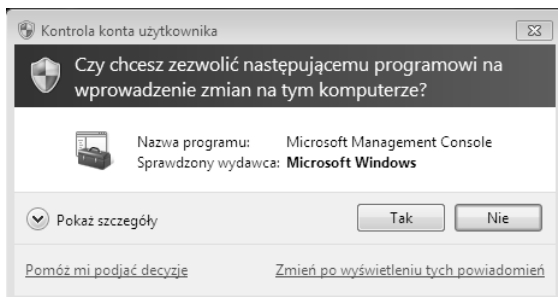 Kontrola konta użytkownika
Czy chcesz zezwolić następującemu programowi na
wprowadzenie zmian na tym komputerze?
Nazwa programu: Microsoft Management Console
Sprawdzony wydawca: Microsoft Windows
Pokaż szczegóły
Tak
Nie
Pomóż mi podjąć decyzję
Zmień po wyświetleniu tych powiadomień